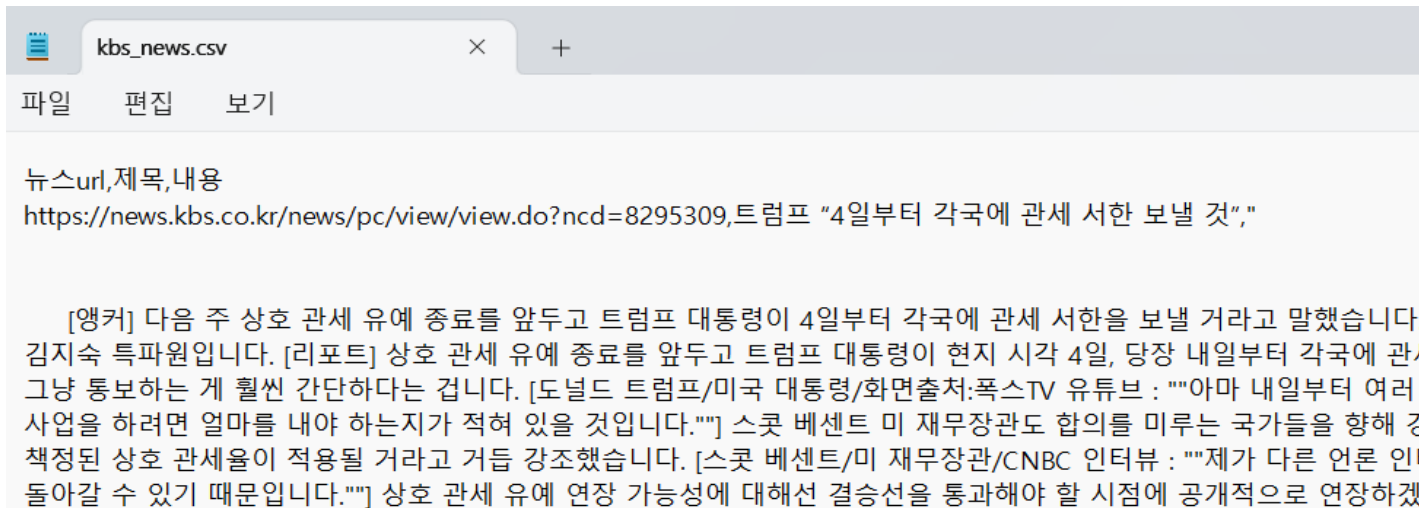 kbs_news.csv
파일 편집 보기
뉴스url,제목,내용
https://news.kbs.co.kr/news/pc/view/view.do?ncd=8295309,트럼프 “4일부터 각국에 관세 서한 보낼 것”,"
[앵커] 다음 주 상호 관세 유예 종료를 앞두고 트럼프 대통령이 4일부터 각국에 관세 서한을 보낼 거라고 말했습니다
김지숙 특파원입니다. [리포트] 상호 관세 유예 종료를 앞두고 트럼프 대통령이 현지 시각 4일, 당장 내일부터 각국에
그냥 통보하는 게 훨씬 간단하다는 겁니다. [도널드 트럼프/미국 대통령/화면출처:폭스TV 유튜브 : ""아마 내일부터 여러
사업을 하려면 얼마를 내야 하는지가 적혀 있을 것입니다.""] 스콧 베센트 미 재무장관도 합의를 미루는 국가들을 향해
책정된 상호 관세율이 적용될 거라고 거듭 강조했습니다. [스콧 베센트/미 재무장관/CNBC 인터뷰 : ""제가 다른 언론
돌아갈 수 있기 때문입니다.""] 상호 관세 유예 연장 가능성에 대해선 결승선을 통과해야 할 시점에 공개적으로 연장하겠